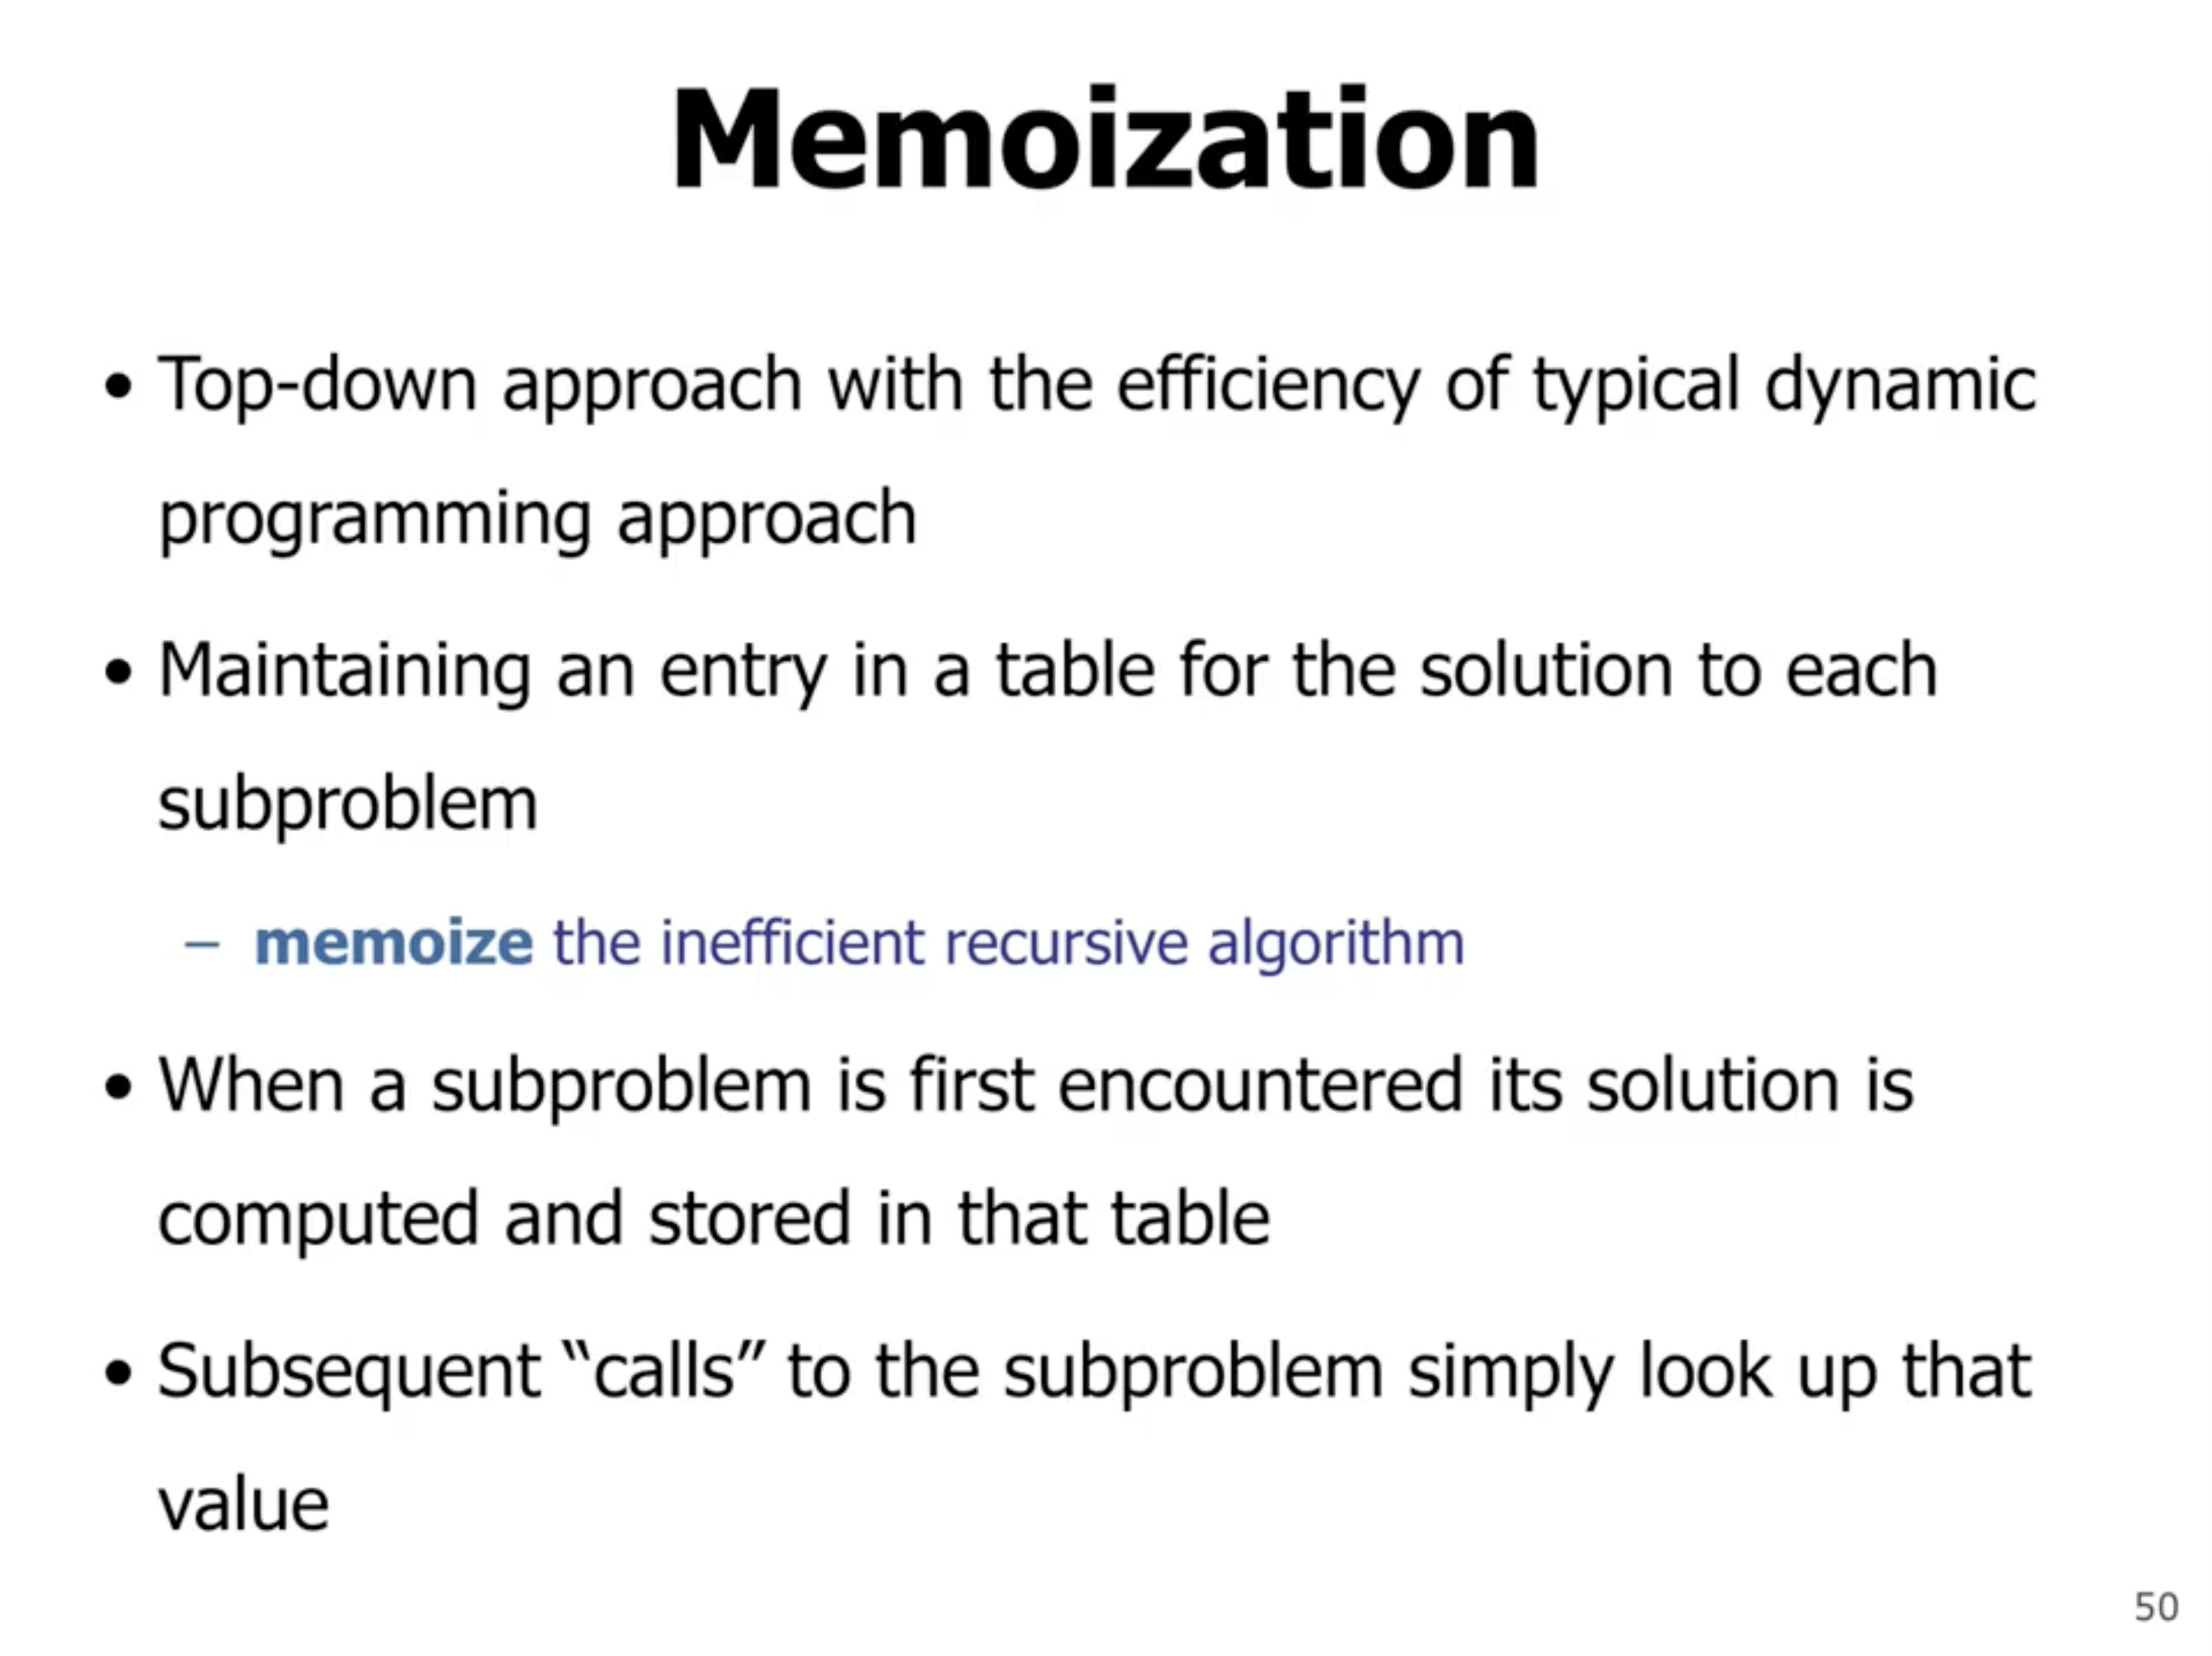 Memoization
• Top-down approach with the efficiency of typical dynamic
programming approach
• Maintaining an entry in a table for the solution to each
subproblem
– memoize the inefficient recursive algorithm
• When a subproblem is first encountered its solution is
computed and stored in that table
• Subsequent “calls” to the subproblem simply look up that
value
50